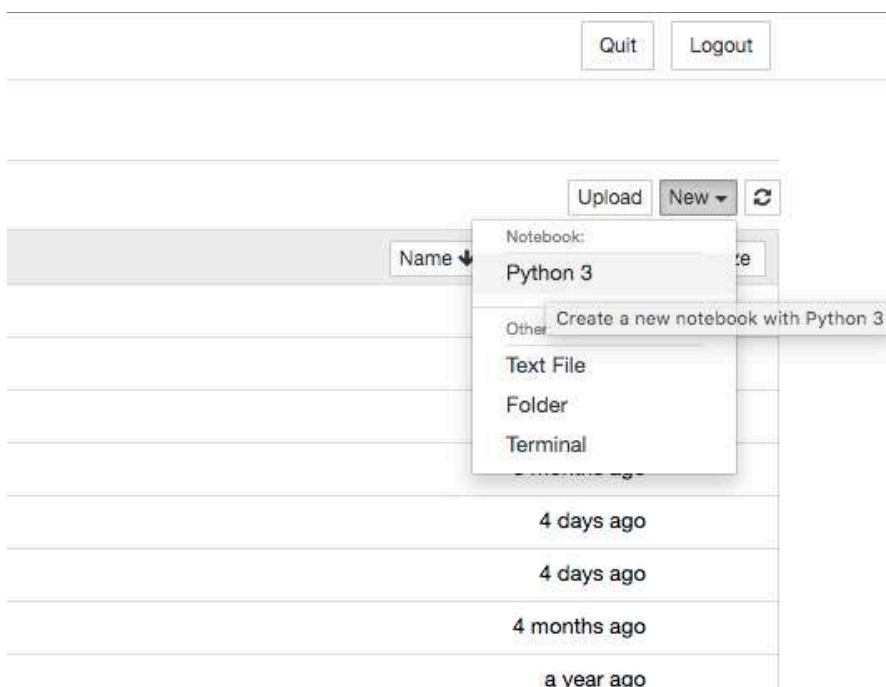 Quit Logout
Upload New
Notebook:
Name
Python 3
Create a new notebook with Python 3
Other
Text File
Folder
Terminal
4 days ago
4 days ago
4 months ago
a year ago